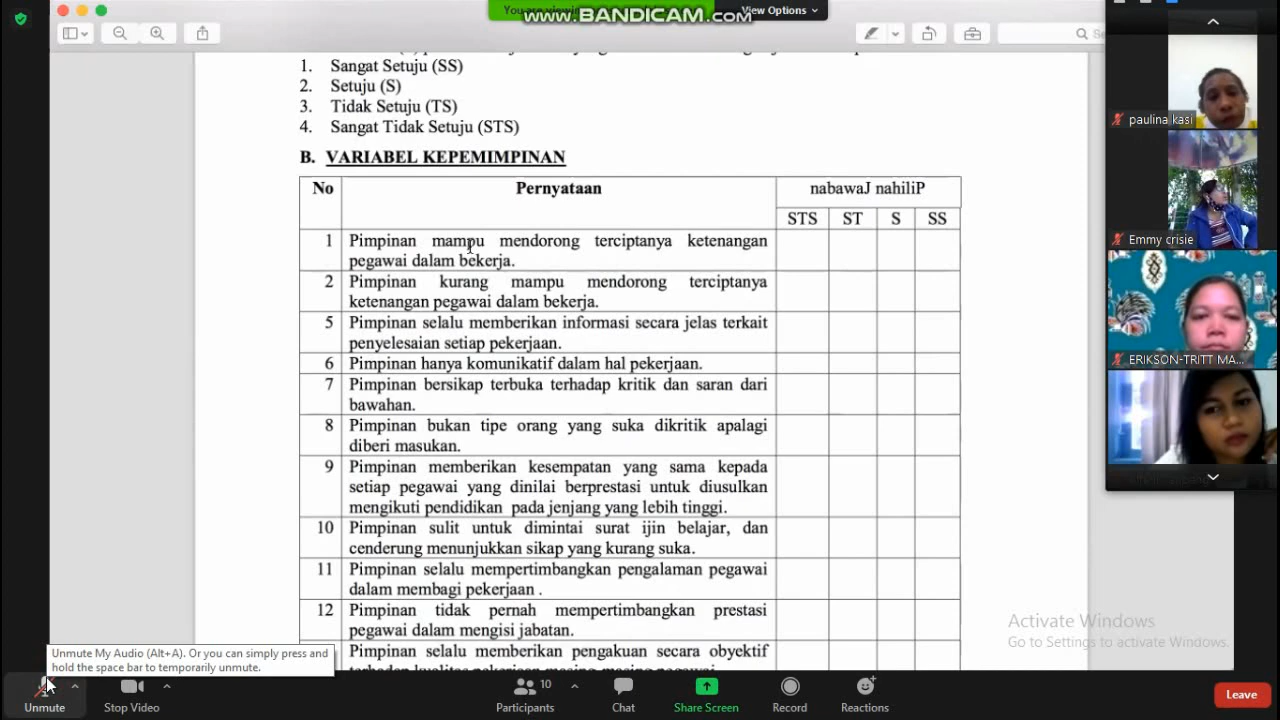 You are view
www.BANDICAM.com
View Options
1. Sangat Setuju (SS)
2. Setuju (S)
3. Tidak Setuju (TS)
4. Sangat Tidak Setuju (STS)
B. VARIABEL KEPEMIMPINAN
No Pernyataan nabawaJ nahiliP
STS ST S SS
1 Pimpinan mampu mendorong terciptanya ketenangan
pegawai dalam bekerja.
2 Pimpinan kurang mampu mendorong terciptanya
ketenangan pegawai dalam bekerja.
5 Pimpinan selalu memberikan informasi secara jelas terkait
penyelesaian setiap pekerjaan.
6 Pimpinan hanya komunikatif dalam hal pekerjaan.
7 Pimpinan bersikap terbuka terhadap kritik dan saran dari
bawahan.
8 Pimpinan bukan tipe orang yang suka dikritik apalagi
diberi masukan.
9 Pimpinan memberikan kesempatan yang sama kepada
setiap pegawai yang dinilai berprestasi untuk diusulkan
mengikuti pendidikan pada jenjang yang lebih tinggi.
10 Pimpinan sulit untuk dimintai surat ijin belajar, dan
cenderung menunjukkan sikap yang kurang suka.
11 Pimpinan selalu mempertimbangkan pengalaman pegawai
dalam membagi pekerjaan .
12 Pimpinan tidak pernah mempertimbangkan prestasi
pegawai dalam mengisi jabatan.
Pimpinan selalu memberikan pengakuan secara obyektif
paulina kasi
Emmy crisie
ERIKSON-TRITT MA...
Activate Windows
Go to Settings to activate Windows.
Unmute My Audio (Alt+A). Or you can simply press and
hold the space bar to temporarily unmute.
Unmute
Stop Video
10
Participants
Chat
Share Screen
Record
Reactions
Leave